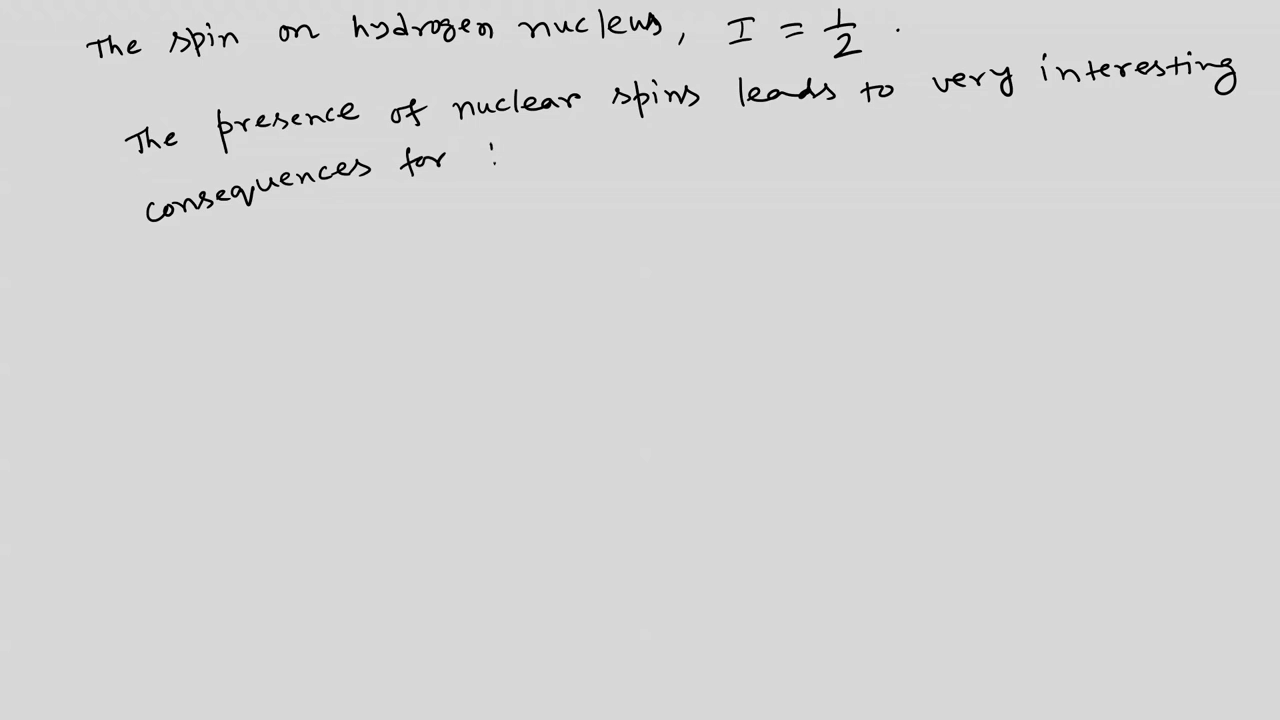 The spin on hydrogen nucleus, I = 1/2 .
The presence of nuclear spins leads to very interesting
consequences for